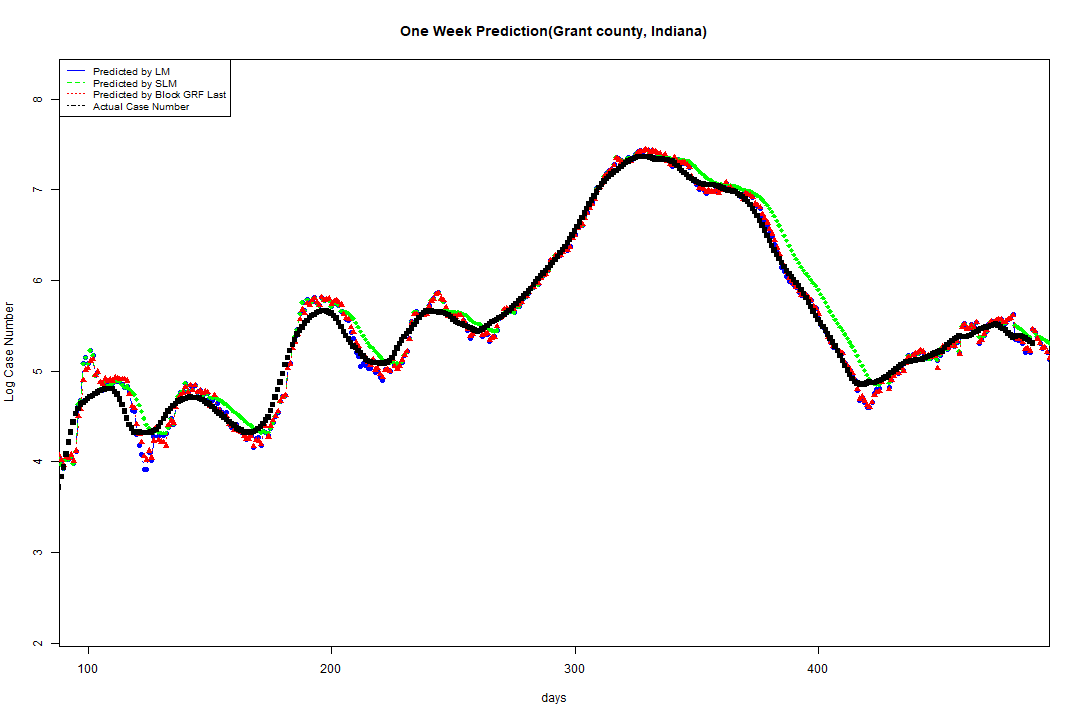 One Week Prediction(Grant county, Indiana)
Predicted by LM
Predicted by SLM
Predicted by Block GRF Last
Actual Case Number
8
7
6
5
4
3
2
Log Case Number
100 200 300 400
days